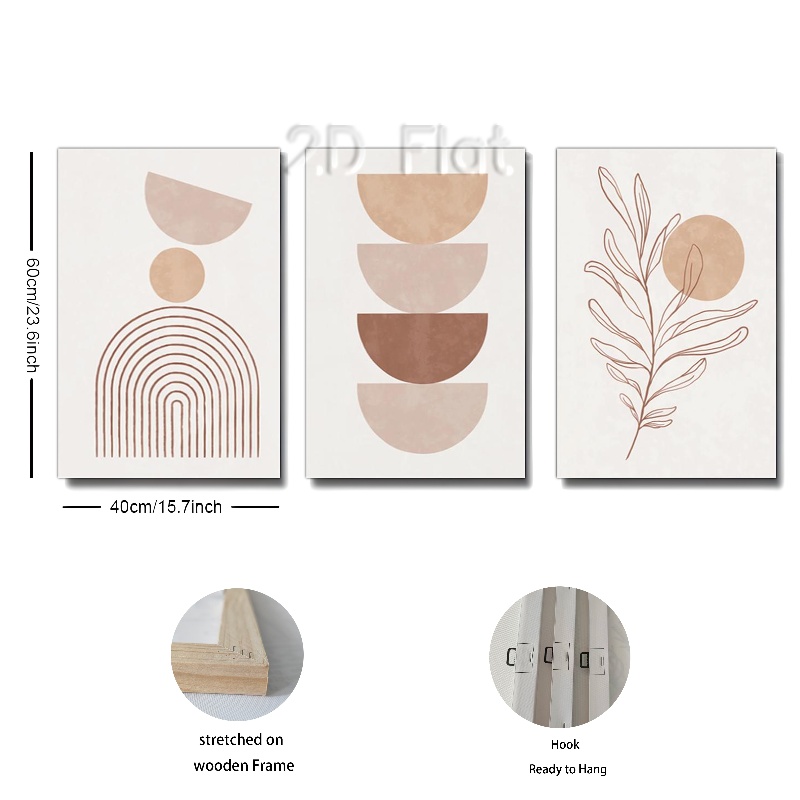 2D Flat
60cm/23.6inch
40cm/15.7inch
stretched on
wooden Frame
Hook
Ready to Hang